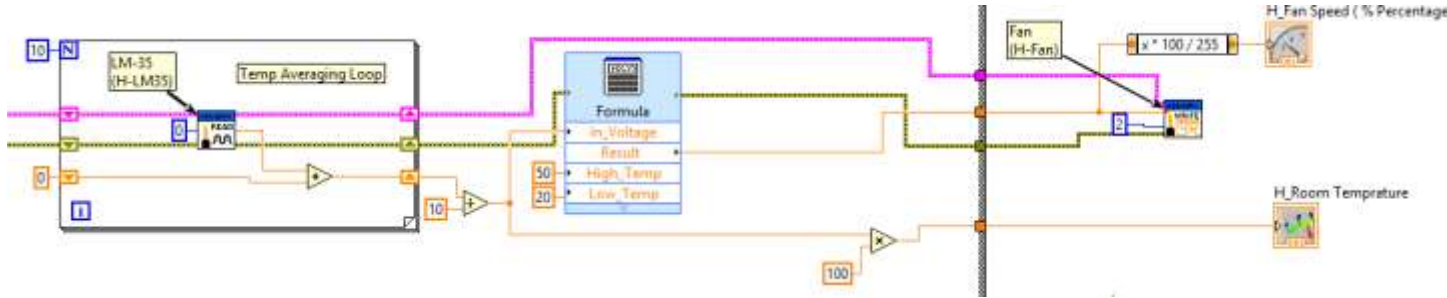 H_Fan Speed ( % Percentage
10
N
LM-35
(H-LM35)
Temp Averaging Loop
Fan
(H-Fan)
x * 100 / 255
Formula
0
READ
in_Voltage
2
WRITE
Result
0
50
High_Temp
20
Low_Temp
i
10
H_Room Temprature
100